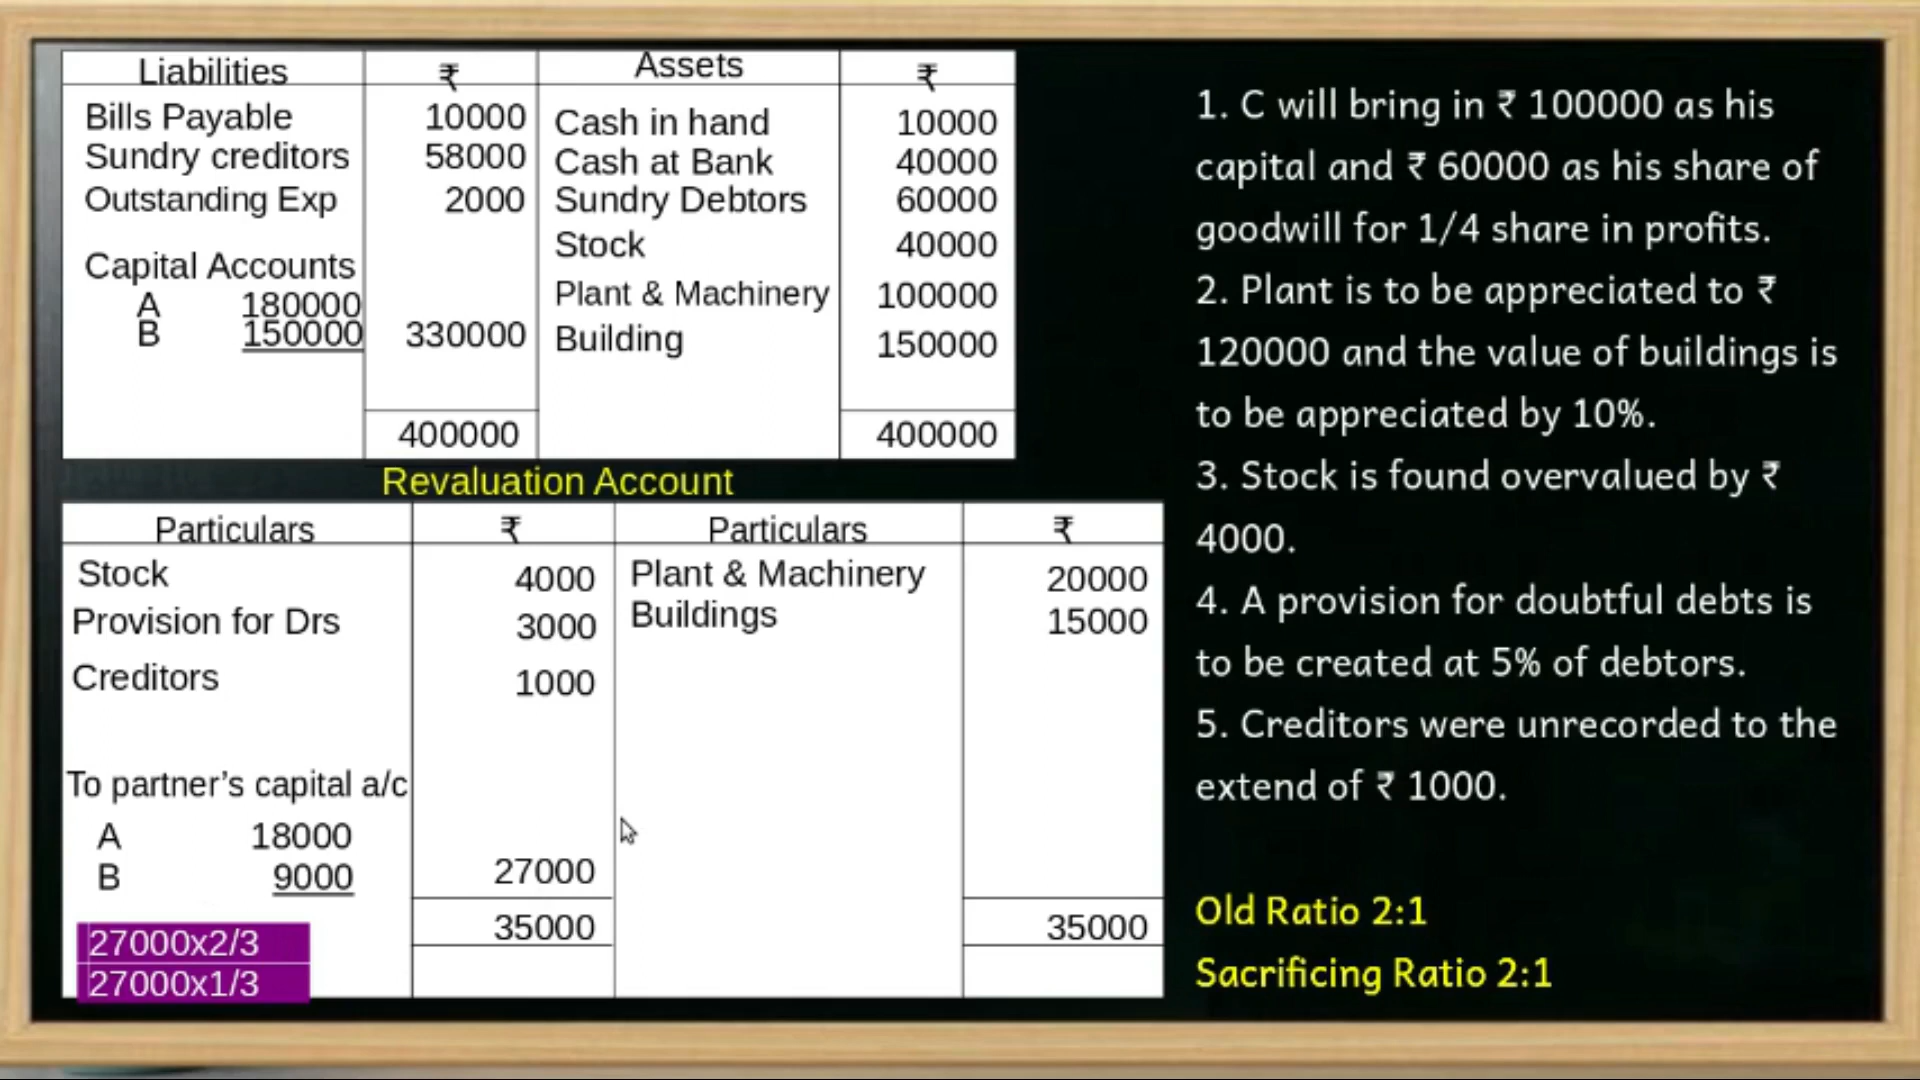 Liabilities ₹ Assets ₹
Bills Payable 10000 Cash in hand 10000
Sundry creditors 58000 Cash at Bank 40000
Outstanding Exp 2000 Sundry Debtors 60000
Stock 40000
Capital Accounts
A 180000 Plant & Machinery 100000
B 150000 330000 Building 150000
400000 400000
Revaluation Account
Particulars ₹ Particulars ₹
Stock 4000 Plant & Machinery 20000
Provision for Drs 3000 Buildings 15000
Creditors 1000
To partner's capital a/c
A 18000
B 9000 27000
35000 35000
27000x2/3
27000x1/3
1. C will bring in ₹ 100000 as his
capital and ₹ 60000 as his share of
goodwill for 1/4 share in profits.
2. Plant is to be appreciated to ₹
120000 and the value of buildings is
to be appreciated by 10%.
3. Stock is found overvalued by ₹
4000.
4. A provision for doubtful debts is
to be created at 5% of debtors.
5. Creditors were unrecorded to the
extend of ₹ 1000.
Old Ratio 2:1
Sacrificing Ratio 2:1